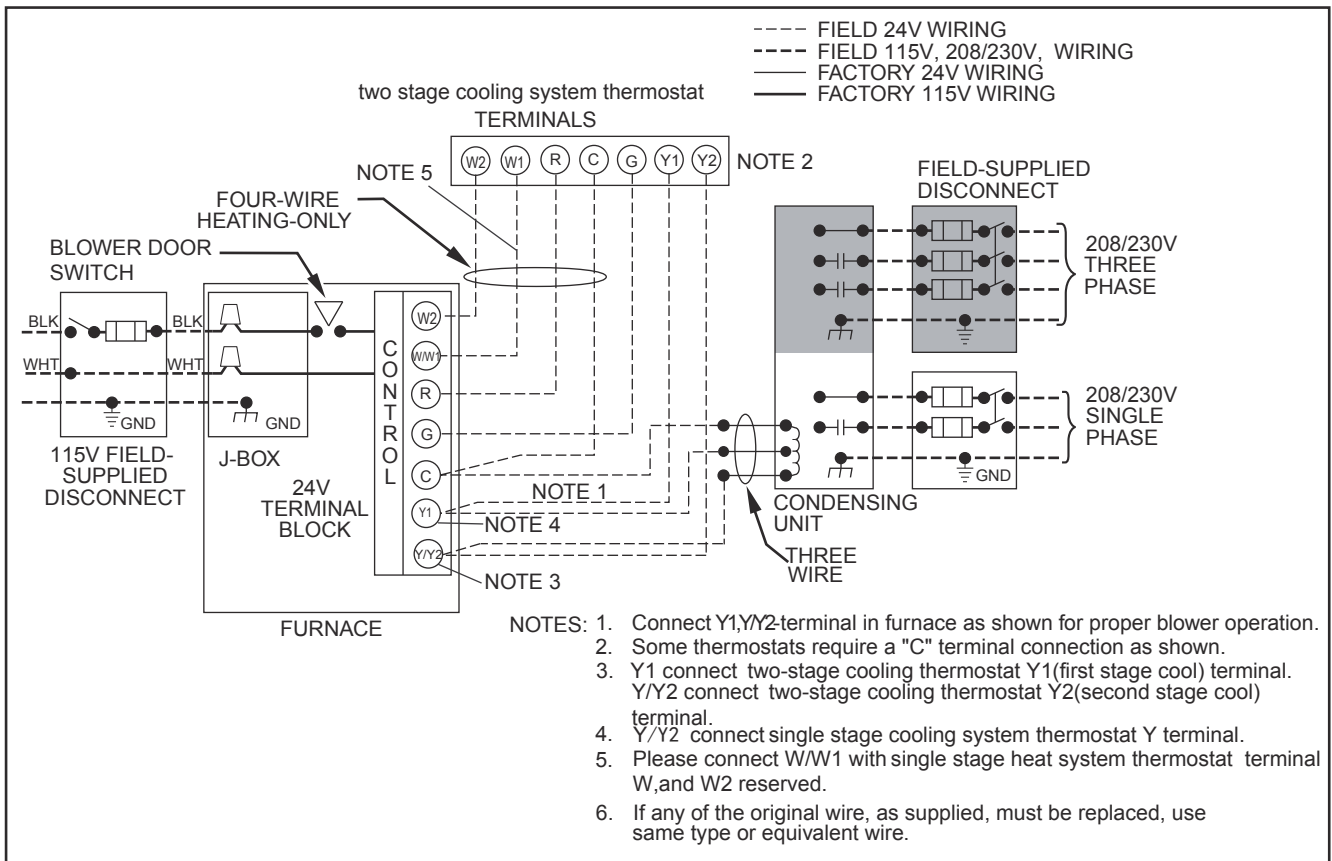 FIELD 24V WIRING
FIELD 115V, 208/230V, WIRING
FACTORY 24V WIRING
FACTORY 115V WIRING
two stage cooling system thermostat
TERMINALS
W2 W1 R C G Y1 Y2
NOTE 2
NOTE 5
FOUR-WIRE
HEATING-ONLY
BLOWER DOOR
SWITCH
FIELD-SUPPLIED
DISCONNECT
208/230V
THREE
PHASE
BLK
BLK
WHT
WHT
GND
GND
115V FIELD-
SUPPLIED
DISCONNECT
J-BOX
24V
TERMINAL
BLOCK
CONTROL
W2
W/W1
R
G
C
Y1
Y/Y2
NOTE 1
NOTE 4
NOTE 3
FURNACE
208/230V
SINGLE
PHASE
GND
CONDENSING
UNIT
THREE
WIRE
NOTES: 1. Connect Y1,Y/Y2-terminal in furnace as shown for proper blower operation.
2. Some thermostats require a "C" terminal connection as shown.
3. Y1 connect two-stage cooling thermostat Y1(first stage cool) terminal.
Y/Y2 connect two-stage cooling thermostat Y2(second stage cool)
terminal.
4. Y/Y2 connect single stage cooling system thermostat Y terminal.
5. Please connect W/W1 with single stage heat system thermostat terminal
W,and W2 reserved.
6. If any of the original wire, as supplied, must be replaced, use
same type or equivalent wire.